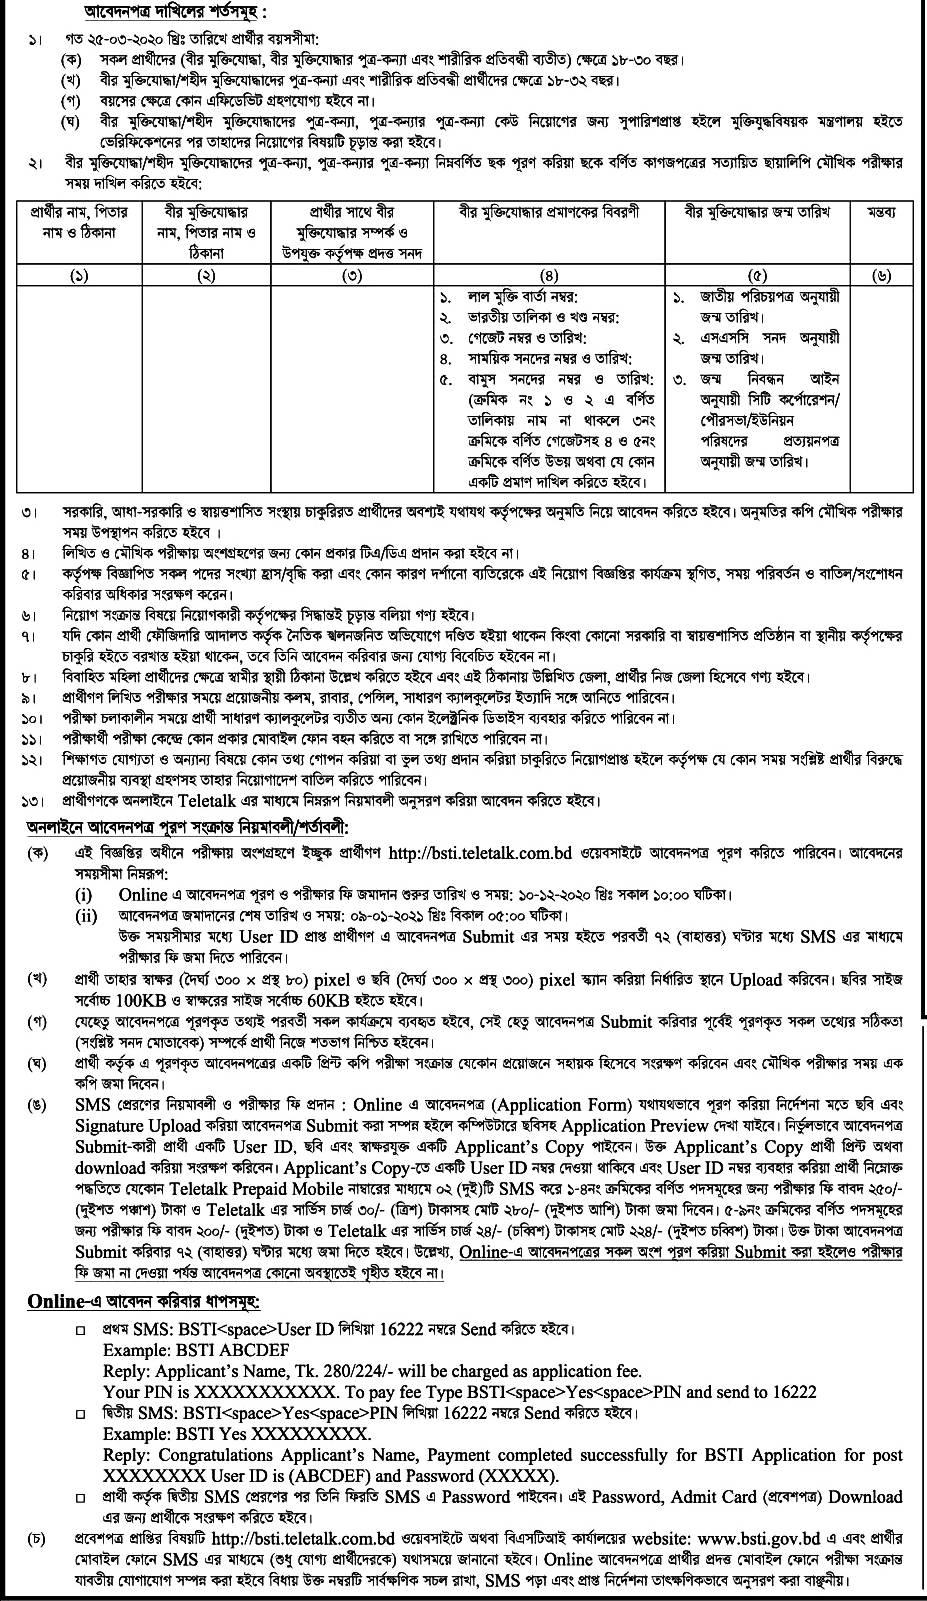 আবেদনপত্র দাখিলের শর্তসমূহ :
১। গত ২৫-০৩-২০২০ খ্রিঃ তারিখে প্রার্থীর বয়সসীমা:
(ক) সকল প্রার্থীদের (বীর মুক্তিযোদ্ধা, বীর মুক্তিযোদ্ধার পুত্র-কন্যা এবং শারীরিক প্রতিবন্ধী ব্যতীত) ক্ষেত্রে ১৮-৩০ বছর।
(খ) বীর মুক্তিযোদ্ধা/শহীদ মুক্তিযোদ্ধাদের পুত্র-কন্যা এবং শারীরিক প্রতিবন্ধী প্রার্থীদের ক্ষেত্রে ১৮-৩২ বছর।
(গ) বয়সের ক্ষেত্রে কোন এফিডেভিট গ্রহণযোগ্য হইবে না।
(ঘ) বীর মুক্তিযোদ্ধা/শহীদ মুক্তিযোদ্ধাদের পুত্র-কন্যা, পুত্র-কন্যার পুত্র-কন্যা কেউ নিয়োগের জন্য সুপারিশপ্রাপ্ত হইলে মুক্তিযুদ্ধবিষয়ক মন্ত্রণালয় হইতে
ভেরিফিকেশনের পর তাহাদের নিয়োগের বিষয়টি চূড়ান্ত করা হইবে।
২। বীর মুক্তিযোদ্ধা/শহীদ মুক্তিযোদ্ধাদের পুত্র-কন্যা, পুত্র-কন্যার পুত্র-কন্যা নিম্নবর্ণিত ছক পূরণ করিয়া ছকে বর্ণিত কাগজপত্রের সত্যায়িত ছায়ালিপি মৌখিক পরীক্ষার
সময় দাখিল করিতে হইবে:
প্রার্থীর নাম, পিতার
নাম ও ঠিকানা
বীর মুক্তিযোদ্ধার
নাম, পিতার নাম ও
ঠিকানা
প্রার্থীর সাথে বীর
মুক্তিযোদ্ধার সম্পর্ক ও
উপযুক্ত কর্তৃপক্ষ প্রদত্ত সনদ
বীর মুক্তিযোদ্ধার প্রমাণকের বিবরণী
বীর মুক্তিযোদ্ধার জন্ম তারিখ
মন্তব্য
(১) (২) (৩) (৪) (৫) (৬)
১. লাল মুক্তি বার্তা নম্বর:
২. ভারতীয় তালিকা ও খণ্ড নম্বর:
৩. গেজেট নম্বর ও তারিখ:
৪. সাময়িক সনদের নম্বর ও তারিখ:
৫. বামুস সনদের নম্বর ও তারিখ:
(ক্রমিক নং ১ ও ২ এ বর্ণিত
তালিকায় নাম না থাকলে ৩নং
ক্রমিকে বর্ণিত গেজেটসহ ৪ ও ৫নং
ক্রমিকে বর্ণিত উভয় অথবা যে কোন
একটি প্রমাণ দাখিল করিতে হইবে।
১. জাতীয় পরিচয়পত্র অনুযায়ী
জন্ম তারিখ।
২. এসএসসি সনদ অনুযায়ী
জন্ম তারিখ।
৩. জন্ম নিবন্ধন আইন
অনুযায়ী সিটি কর্পোরেশন/
পৌরসভা/ইউনিয়ন
পরিষদের প্রত্যয়নপত্র
অনুযায়ী জন্ম তারিখ।
৩। সরকারি, আধা-সরকারি ও স্বায়ত্তশাসিত সংস্থায় চাকুরিরত প্রার্থীদের অবশ্যই যথাযথ কর্তৃপক্ষের অনুমতি নিয়ে আবেদন করিতে হইবে। অনুমতির কপি মৌখিক পরীক্ষার
সময় উপস্থাপন করিতে হইবে ।
৪। লিখিত ও মৌখিক পরীক্ষায় অংশগ্রহণের জন্য কোন প্রকার টিএ/ডিএ প্রদান করা হইবে না।
৫। কর্তৃপক্ষ বিজ্ঞাপিত সকল পদের সংখ্যা হ্রাস/বৃদ্ধি করা এবং কোন কারণ দর্শানো ব্যতিরেকে এই নিয়োগ বিজ্ঞপ্তির কার্যক্রম স্থগিত, সময় পরিবর্তন ও বাতিল/সংশোধন
করিবার অধিকার সংরক্ষণ করেন।
৬। নিয়োগ সংক্রান্ত বিষয়ে নিয়োগকারী কর্তৃপক্ষের সিদ্ধান্তই চূড়ান্ত বলিয়া গণ্য হইবে।
৭। যদি কোন প্রার্থী ফৌজদারি আদালত কর্তৃক নৈতিক স্খলনজনিত অভিযোগে দণ্ডিত হইয়া থাকেন কিংবা কোনো সরকারি বা স্বায়ত্তশাসিত প্রতিষ্ঠান বা স্থানীয় কর্তৃপক্ষের
চাকুরি হইতে বরখাস্ত হইয়া থাকেন, তবে তিনি আবেদন করিবার জন্য যোগ্য বিবেচিত হইবেন না।
৮। বিবাহিত মহিলা প্রার্থীদের ক্ষেত্রে স্বামীর স্থায়ী ঠিকানা উল্লেখ করিতে হইবে এবং এই ঠিকানায় উল্লিখিত জেলা, প্রার্থীর নিজ জেলা হিসেবে গণ্য হইবে।
৯। প্রার্থীগণ লিখিত পরীক্ষার সময়ে প্রয়োজনীয় কলম, রাবার, পেন্সিল, সাধারণ ক্যালকুলেটর ইত্যাদি সঙ্গে আনিতে পারিবেন।
১০। পরীক্ষা চলাকালীন সময়ে প্রার্থী সাধারণ ক্যালকুলেটর ব্যতীত অন্য কোন ইলেক্ট্রনিক ডিভাইস ব্যবহার করিতে পারিবেন না।
১১। পরীক্ষার্থী পরীক্ষা কেন্দ্রে কোন প্রকার মোবাইল ফোন বহন করিতে বা সঙ্গে রাখিতে পারিবেন না।
১২। শিক্ষাগত যোগ্যতা ও অন্যান্য বিষয়ে কোন তথ্য গোপন করিয়া বা ভুল তথ্য প্রদান করিয়া চাকুরিতে নিয়োগপ্রাপ্ত হইলে কর্তৃপক্ষ যে কোন সময় সংশ্লিষ্ট প্রার্থীর বিরুদ্ধে
প্রয়োজনীয় ব্যবস্থা গ্রহণসহ তাহার নিয়োগাদেশ বাতিল করিতে পারিবেন।
১৩। প্রার্থীগণকে অনলাইনে Teletalk এর মাধ্যমে নিম্নরূপ নিয়মাবলী অনুসরণ করিয়া আবেদন করিতে হইবে।
অনলাইনে আবেদনপত্র পূরণ সংক্রান্ত নিয়মাবলী/শর্তাবলী:
(ক) এই বিজ্ঞপ্তির অধীনে পরীক্ষায় অংশগ্রহণে ইচ্ছুক প্রার্থীগণ http://bsti.teletalk.com.bd ওয়েবসাইটে আবেদনপত্র পূরণ করিতে পারিবেন। আবেদনের
সময়সীমা নিম্নরূপ:
(i) Online এ আবেদনপত্র পূরণ ও পরীক্ষার ফি জমাদান শুরুর তারিখ ও সময়: ১০-১২-২০২০ খ্রিঃ সকাল ১০:০০ ঘটিকা।
(ii) আবেদনপত্র জমাদানের শেষ তারিখ ও সময়: ০৯-০১-২০২১ খ্রিঃ বিকাল ০৫:০০ ঘটিকা।
উক্ত সময়সীমার মধ্যে User ID প্রাপ্ত প্রার্থীগণ এ আবেদনপত্র Submit এর সময় হইতে পরবর্তী ৭২ (বাহাত্তর) ঘন্টার মধ্যে SMS এর মাধ্যমে
পরীক্ষার ফি জমা দিতে পারিবেন।
(খ) প্রার্থী তাহার স্বাক্ষর (দৈর্ঘ্য ৩০০ × প্রস্থ ৮০) pixel ও ছবি (দৈর্ঘ্য ৩০০ × প্রস্থ ৩০০) pixel স্ক্যান করিয়া নির্ধারিত স্থানে Upload করিবেন। ছবির সাইজ
সর্বোচ্চ 100KB ও স্বাক্ষরের সাইজ সর্বোচ্চ 60KB হইতে হইবে।
(গ) যেহেতু আবেদনপত্রে পূরণকৃত তথ্যই পরবর্তী সকল কার্যক্রমে ব্যবহৃত হইবে, সেই হেতু আবেদনপত্র Submit করিবার পূর্বেই পূরণকৃত সকল তথ্যের সঠিকতা
(সংশ্লিষ্ট সনদ মোতাবেক) সম্পর্কে প্রার্থী নিজে শতভাগ নিশ্চিত হইবেন।
(ঘ) প্রার্থী কর্তৃক এ পূরণকৃত আবেদনপত্রের একটি প্রিন্ট কপি পরীক্ষা সংক্রান্ত যেকোন প্রয়োজনে সহায়ক হিসেবে সংরক্ষণ করিবেন এবং মৌখিক পরীক্ষার সময় এক
কপি জমা দিবেন।
(ঙ) SMS প্রেরণের নিয়মাবলী ও পরীক্ষার ফি প্রদান : Online এ আবেদনপত্র (Application Form) যথাযথভাবে পূরণ করিয়া নির্দেশনা মতে ছবি এবং
Signature Upload করিয়া আবেদনপত্র Submit করা সম্পন্ন হইলে কম্পিউটারে ছবিসহ Application Preview দেখা যাইবে। নির্ভুলভাবে আবেদনপত্র
Submit-কারী প্রার্থী একটি User ID, ছবি এবং স্বাক্ষরযুক্ত একটি Applicant's Copy পাইবেন। উক্ত Applicant's Copy প্রার্থী প্রিন্ট অথবা
download করিয়া সংরক্ষণ করিবেন। Applicant's Copy-তে একটি User ID নম্বর দেওয়া থাকিবে এবং User ID নম্বর ব্যবহার করিয়া প্রার্থী নিম্নোক্ত
পদ্ধতিতে যেকোন Teletalk Prepaid Mobile নাম্বারের মাধ্যমে ০২ (দুই)টি SMS করে ১-৪নং ক্রমিকের বর্ণিত পদসমূহের জন্য পরীক্ষার ফি বাবদ ২৫০/-
(দুইশত পঞ্চাশ) টাকা ও Teletalk এর সার্ভিস চার্জ ৩০/- (ত্রিশ) টাকাসহ মোট ২৮০/- (দুইশত আশি) টাকা জমা দিবেন। ৫-৯নং ক্রমিকের বর্ণিত পদসমূহের
জন্য পরীক্ষার ফি বাবদ ২০০/- (দুইশত) টাকা ও Teletalk এর সার্ভিস চার্জ ২৪/- (চব্বিশ) টাকাসহ মোট ২২৪/- (দুইশত চব্বিশ) টাকা। উক্ত টাকা আবেদনপত্র
Submit করিবার ৭২ (বাহাত্তর) ঘন্টার মধ্যে জমা দিতে হইবে। উল্লেখ্য, Online-এ আবেদনপত্রের সকল অংশ পূরণ করিয়া Submit করা হইলেও পরীক্ষার
ফি জমা না দেওয়া পর্যন্ত আবেদনপত্র কোনো অবস্থাতেই গৃহীত হইবে না।
Online-এ আবেদন করিবার ধাপসমূহ:
□ প্রথম SMS: BSTI<space>User ID লিখিয়া 16222 নম্বরে Send করিতে হইবে।
Example: BSTI ABCDEF
Reply: Applicant's Name, Tk. 280/224/- will be charged as application fee.
Your PIN is XXXXXXXXXXX. To pay fee Type BSTI<space>Yes<space>PIN and send to 16222
□ দ্বিতীয় SMS: BSTI<space>Yes<space>PIN লিখিয়া 16222 নম্বরে Send করিতে হইবে।
Example: BSTI Yes XXXXXXXXX.
Reply: Congratulations Applicant's Name, Payment completed successfully for BSTI Application for post
XXXXXXXX User ID is (ABCDEF) and Password (XXXXX).
□ প্রার্থী কর্তৃক দ্বিতীয় SMS প্রেরণের পর তিনি ফিরতি SMS এ Password পাইবেন। এই Password, Admit Card (প্রবেশপত্র) Download
এর জন্য প্রার্থীকে সংরক্ষণ করিতে হইবে।
(চ) প্রবেশপত্র প্রাপ্তির বিষয়টি http://bsti.teletalk.com.bd ওয়েবসাইটে অথবা বিএসটিআই কার্যালয়ের website: www.bsti.gov.bd এ এবং প্রার্থীর
মোবাইল ফোনে SMS এর মাধ্যমে (শুধু যোগ্য প্রার্থীদেরকে) যথাসময়ে জানানো হইবে। Online আবেদনপত্রে প্রার্থীর প্রদত্ত মোবাইল ফোনে পরীক্ষা সংক্রান্ত
যাবতীয় যোগাযোগ সম্পন্ন করা হইবে বিধায় উক্ত নম্বরটি সার্বক্ষণিক সচল রাখা, SMS পড়া এবং প্রাপ্ত নির্দেশনা তাৎক্ষণিকভাবে অনুসরণ করা বাঞ্ছনীয়।